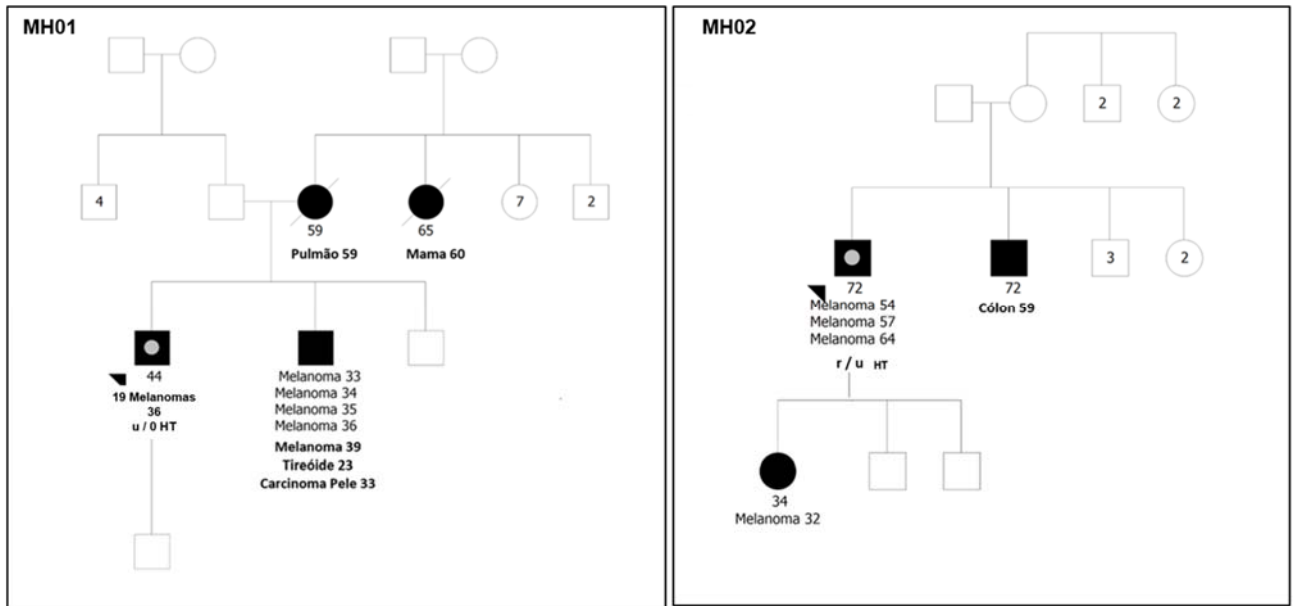 MH01
4
7
2
59
Pulmão 59
65
Mama 60
44
19 Melanomas
36
u / 0 HT
Melanoma 33
Melanoma 34
Melanoma 35
Melanoma 36
Melanoma 39
Tireóide 23
Carcinoma Pele 33
MH02
2
2
3
2
72
Melanoma 54
Melanoma 57
Melanoma 64
r / u HT
72
Cólon 59
34
Melanoma 32